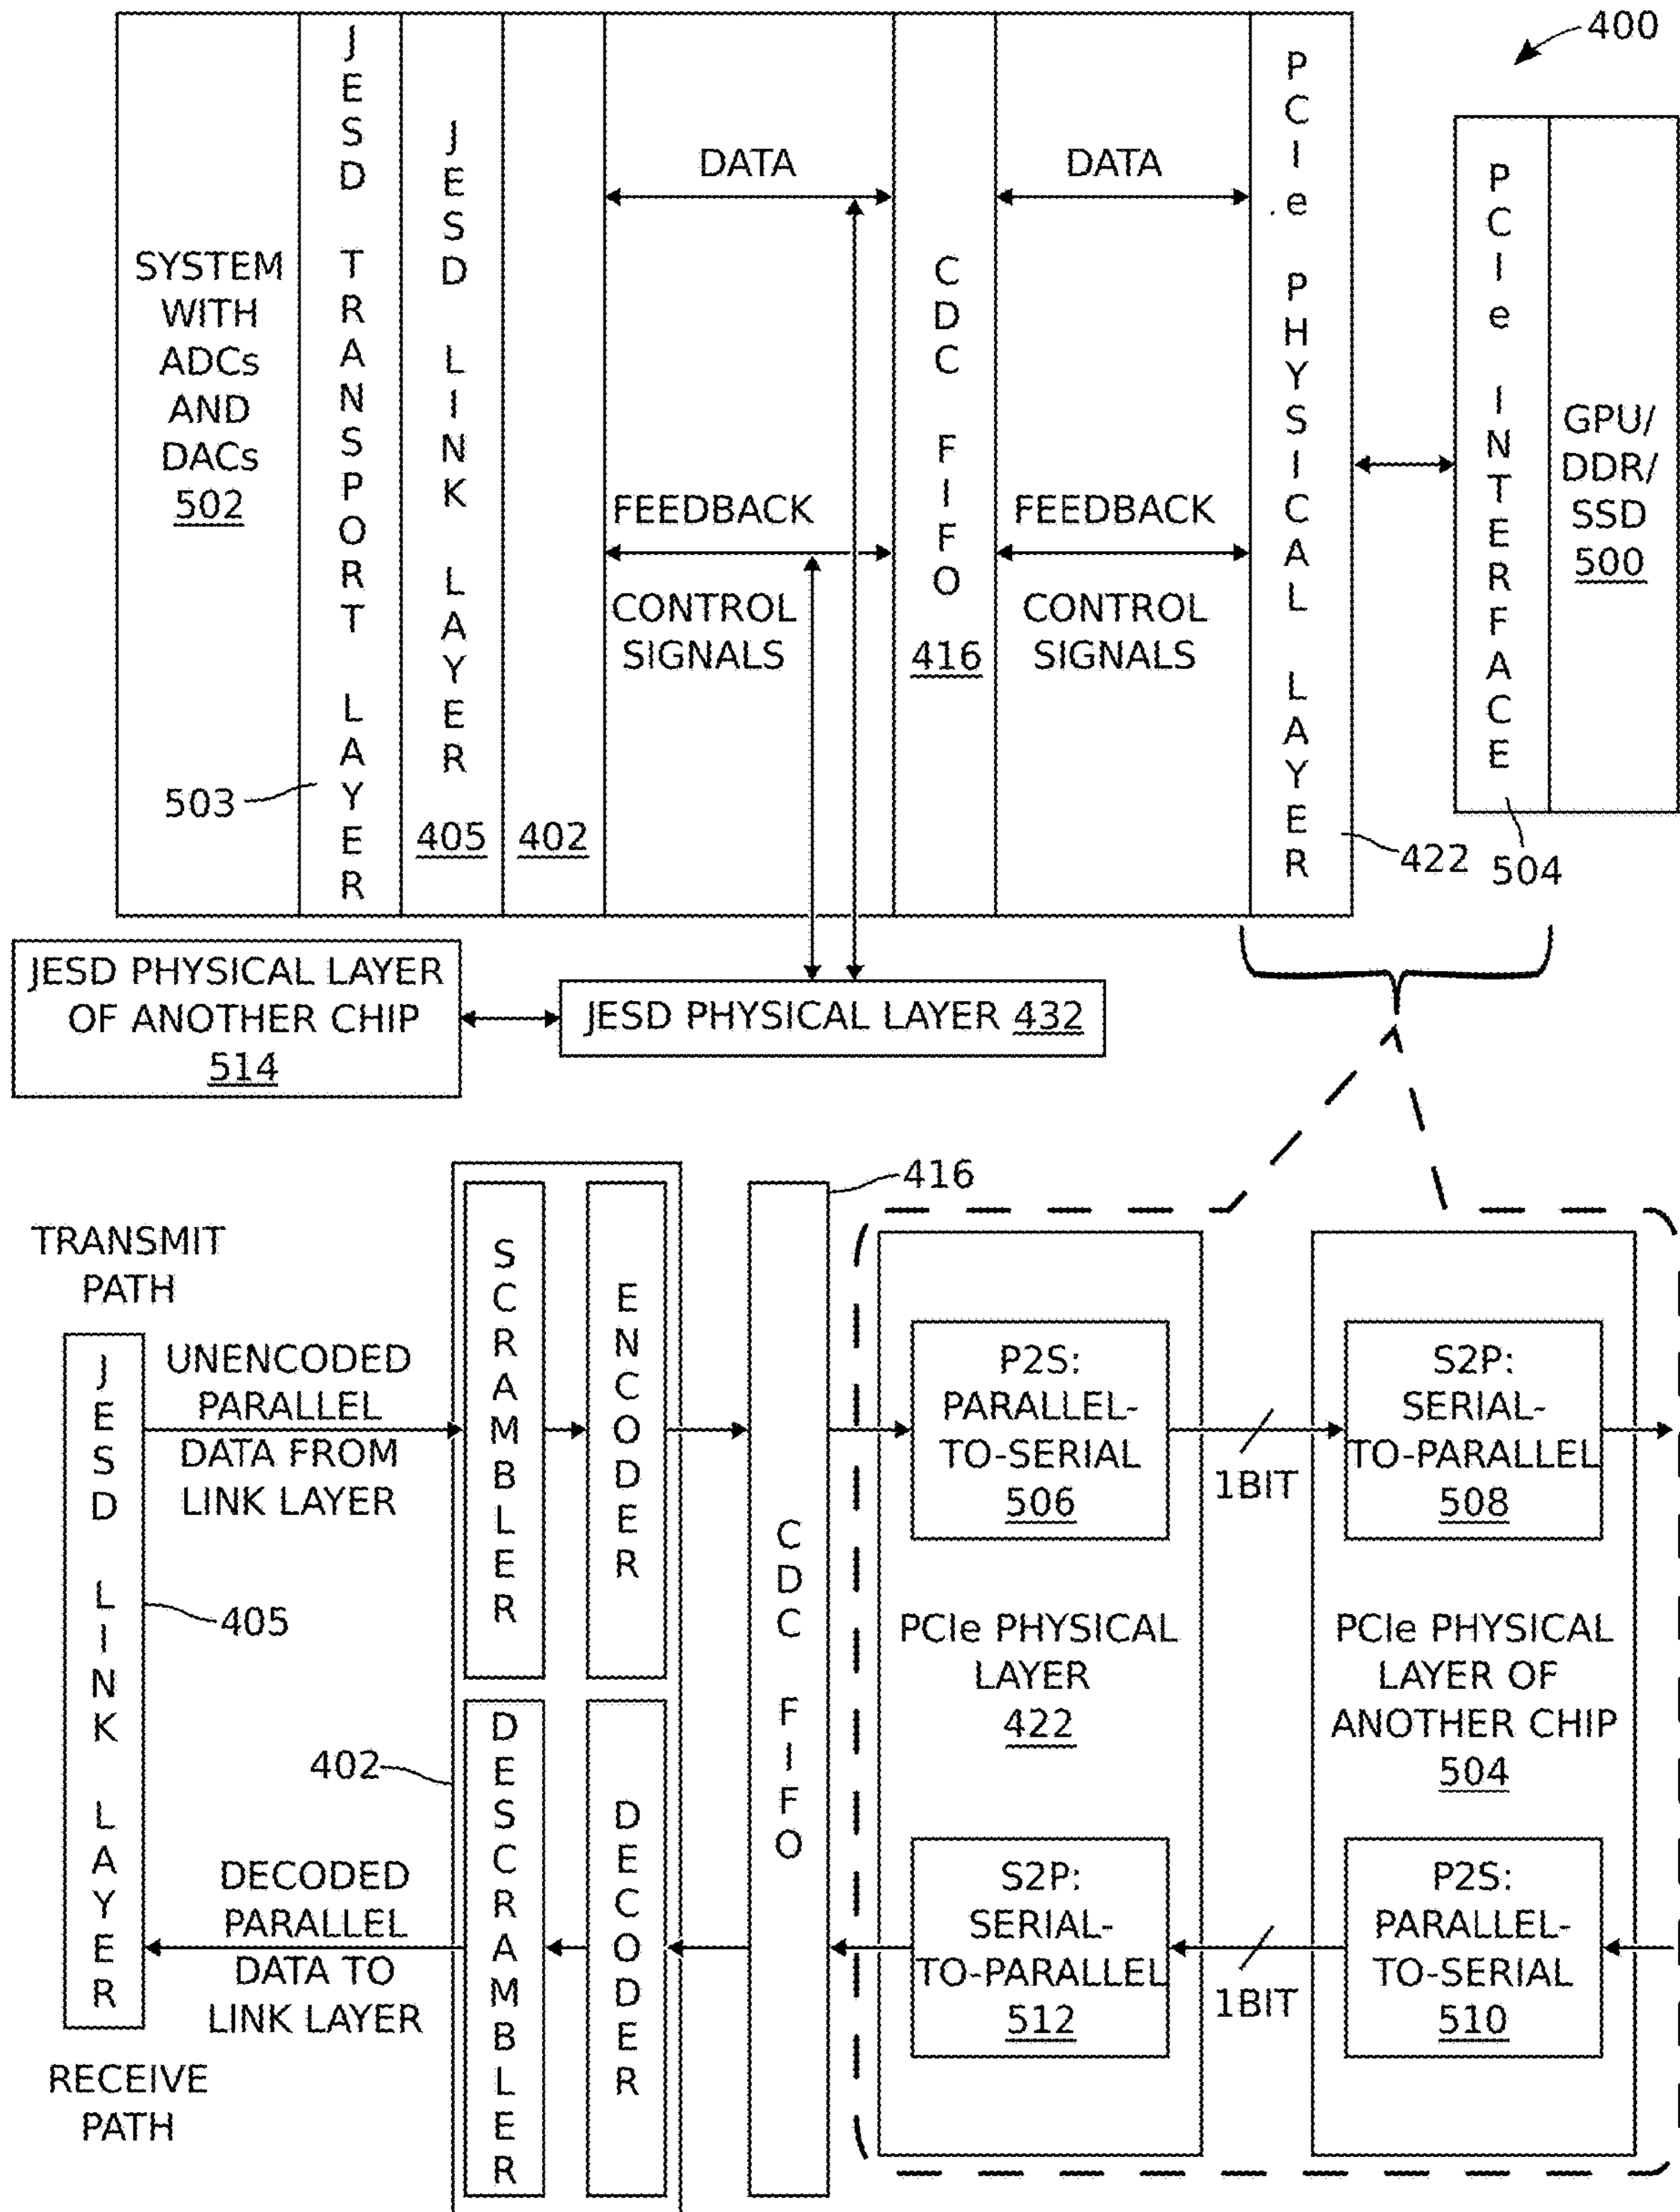 400
SYSTEM
WITH
ADCs
AND
DACs
502
JESD TRANSPORT LAYER
503
JESD LINK LAYER
405
402
DATA
FEEDBACK
CONTROL
SIGNALS
CDC FIFO
416
DATA
FEEDBACK
CONTROL
SIGNALS
PCIe PHYSICAL LAYER
422
PCIe INTERFACE
504
GPU/
DDR/
SSD
500
JESD PHYSICAL LAYER
OF ANOTHER CHIP
514
JESD PHYSICAL LAYER 432
TRANSMIT
PATH
JESD LINK LAYER
405
UNENCODED
PARALLEL
DATA FROM
LINK LAYER
SCRAMBLER
ENCODER
416
CDC FIFO
P2S:
PARALLEL-
TO-SERIAL
506
1BIT
S2P:
SERIAL-
TO-PARALLEL
508
PCIe PHYSICAL
LAYER
422
PCIe PHYSICAL
LAYER OF
ANOTHER CHIP
504
402
DESCRAMBLER
DECODER
DECODED
PARALLEL
DATA TO
LINK LAYER
S2P:
SERIAL-
TO-PARALLEL
512
1BIT
P2S:
PARALLEL-
TO-SERIAL
510
RECEIVE
PATH